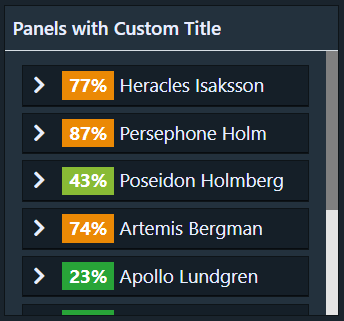 Panels with Custom Title
77% Heracles Isaksson
87% Persephone Holm
43% Poseidon Holmberg
74% Artemis Bergman
23% Apollo Lundgren